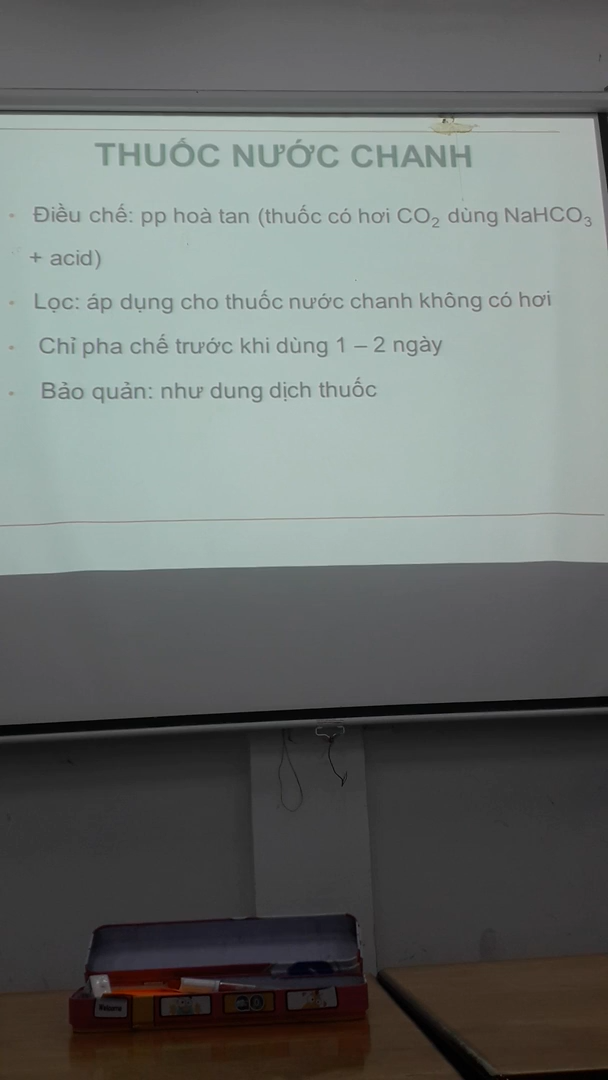 THUỐC NƯỚC CHANH
• Điều chế: pp hoà tan (thuốc có hơi CO₂ dùng NaHCO₃
+ acid)
• Lọc: áp dụng cho thuốc nước chanh không có hơi
• Chỉ pha chế trước khi dùng 1 – 2 ngày
• Bảo quản: như dung dịch thuốc